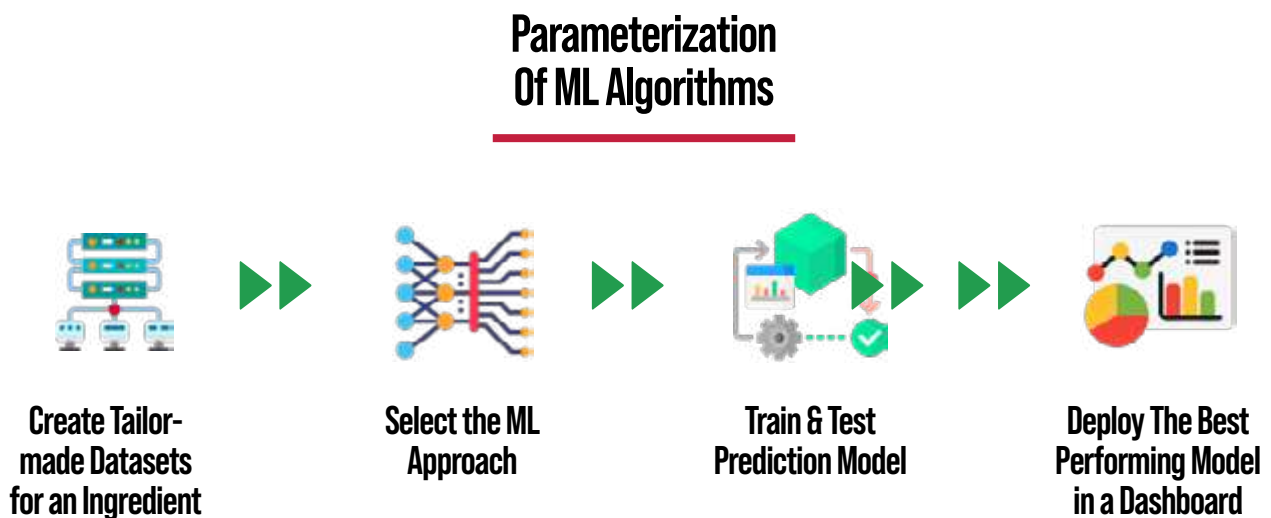 Parameterization
Of ML Algorithms
Create Tailor-
made Datasets
for an Ingredient
Select the ML
Approach
Train & Test
Prediction Model
Deploy The Best
Performing Model
in a Dashboard